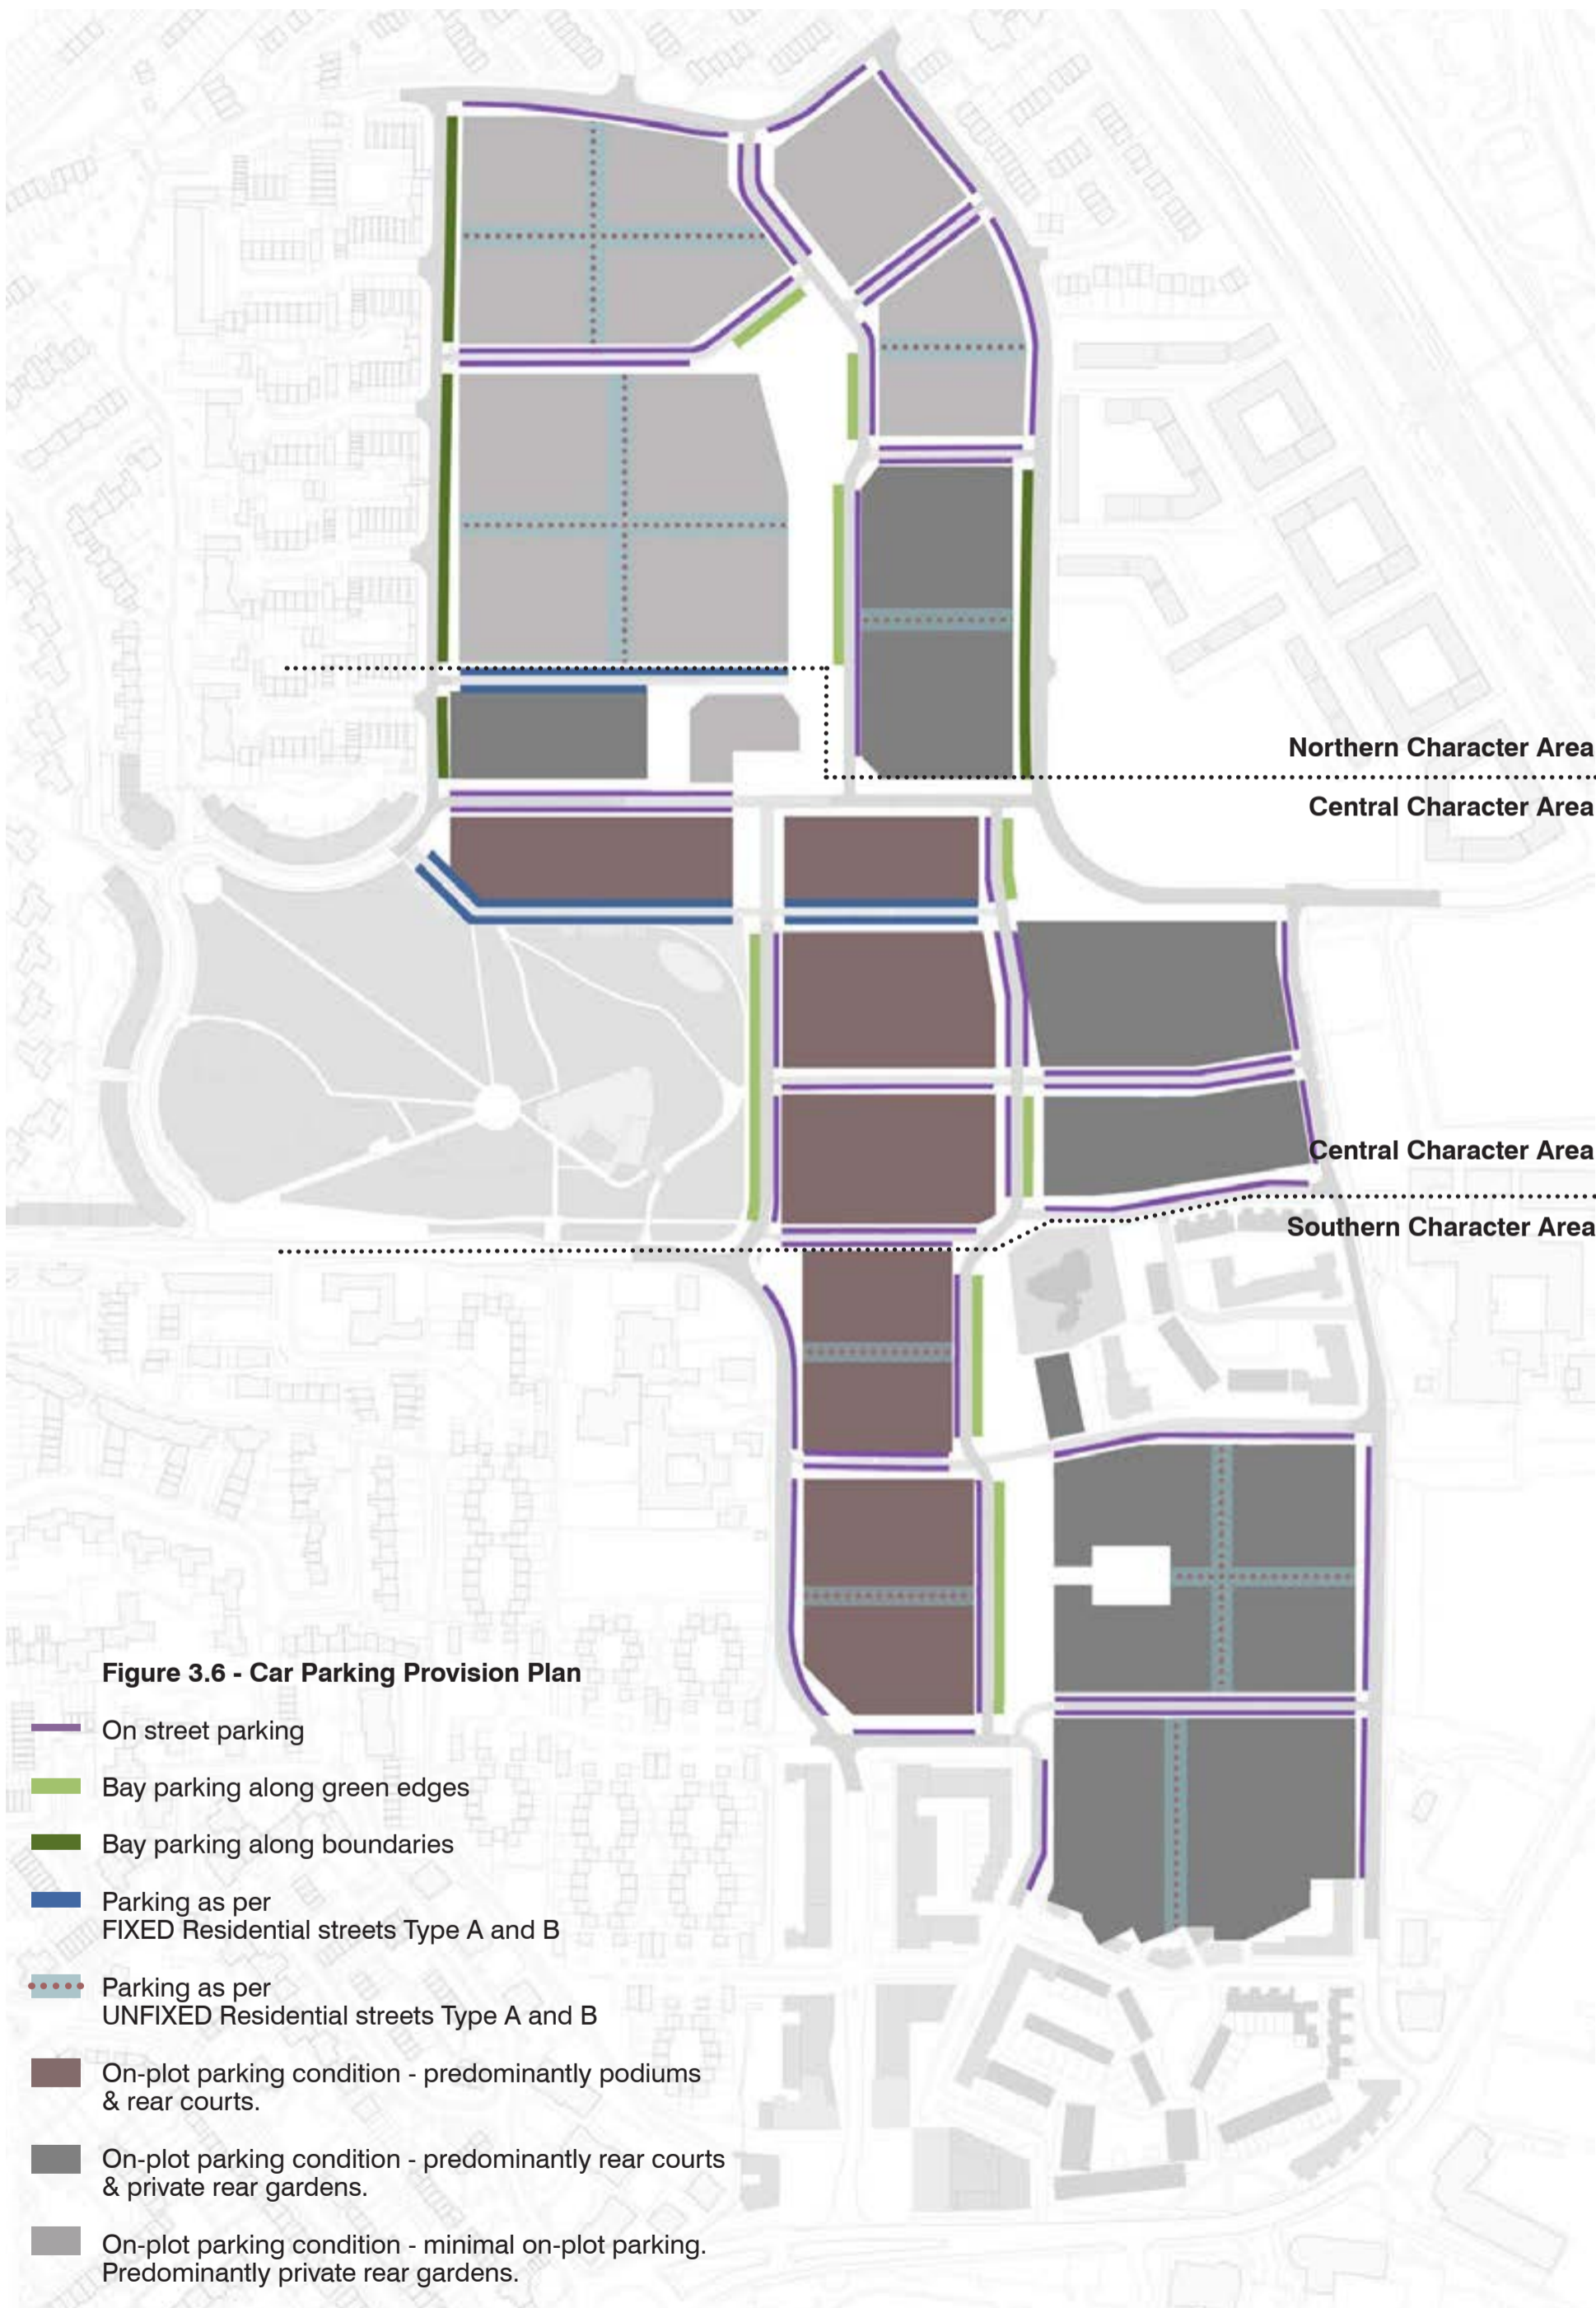 Northern Character Area
Central Character Area
Central Character Area
Southern Character Area
Figure 3.6 - Car Parking Provision Plan
On street parking
Bay parking along green edges
Bay parking along boundaries
Parking as per
FIXED Residential streets Type A and B
Parking as per
UNFIXED Residential streets Type A and B
On-plot parking condition - predominantly podiums
& rear courts.
On-plot parking condition - predominantly rear courts
& private rear gardens.
On-plot parking condition - minimal on-plot parking.
Predominantly private rear gardens.